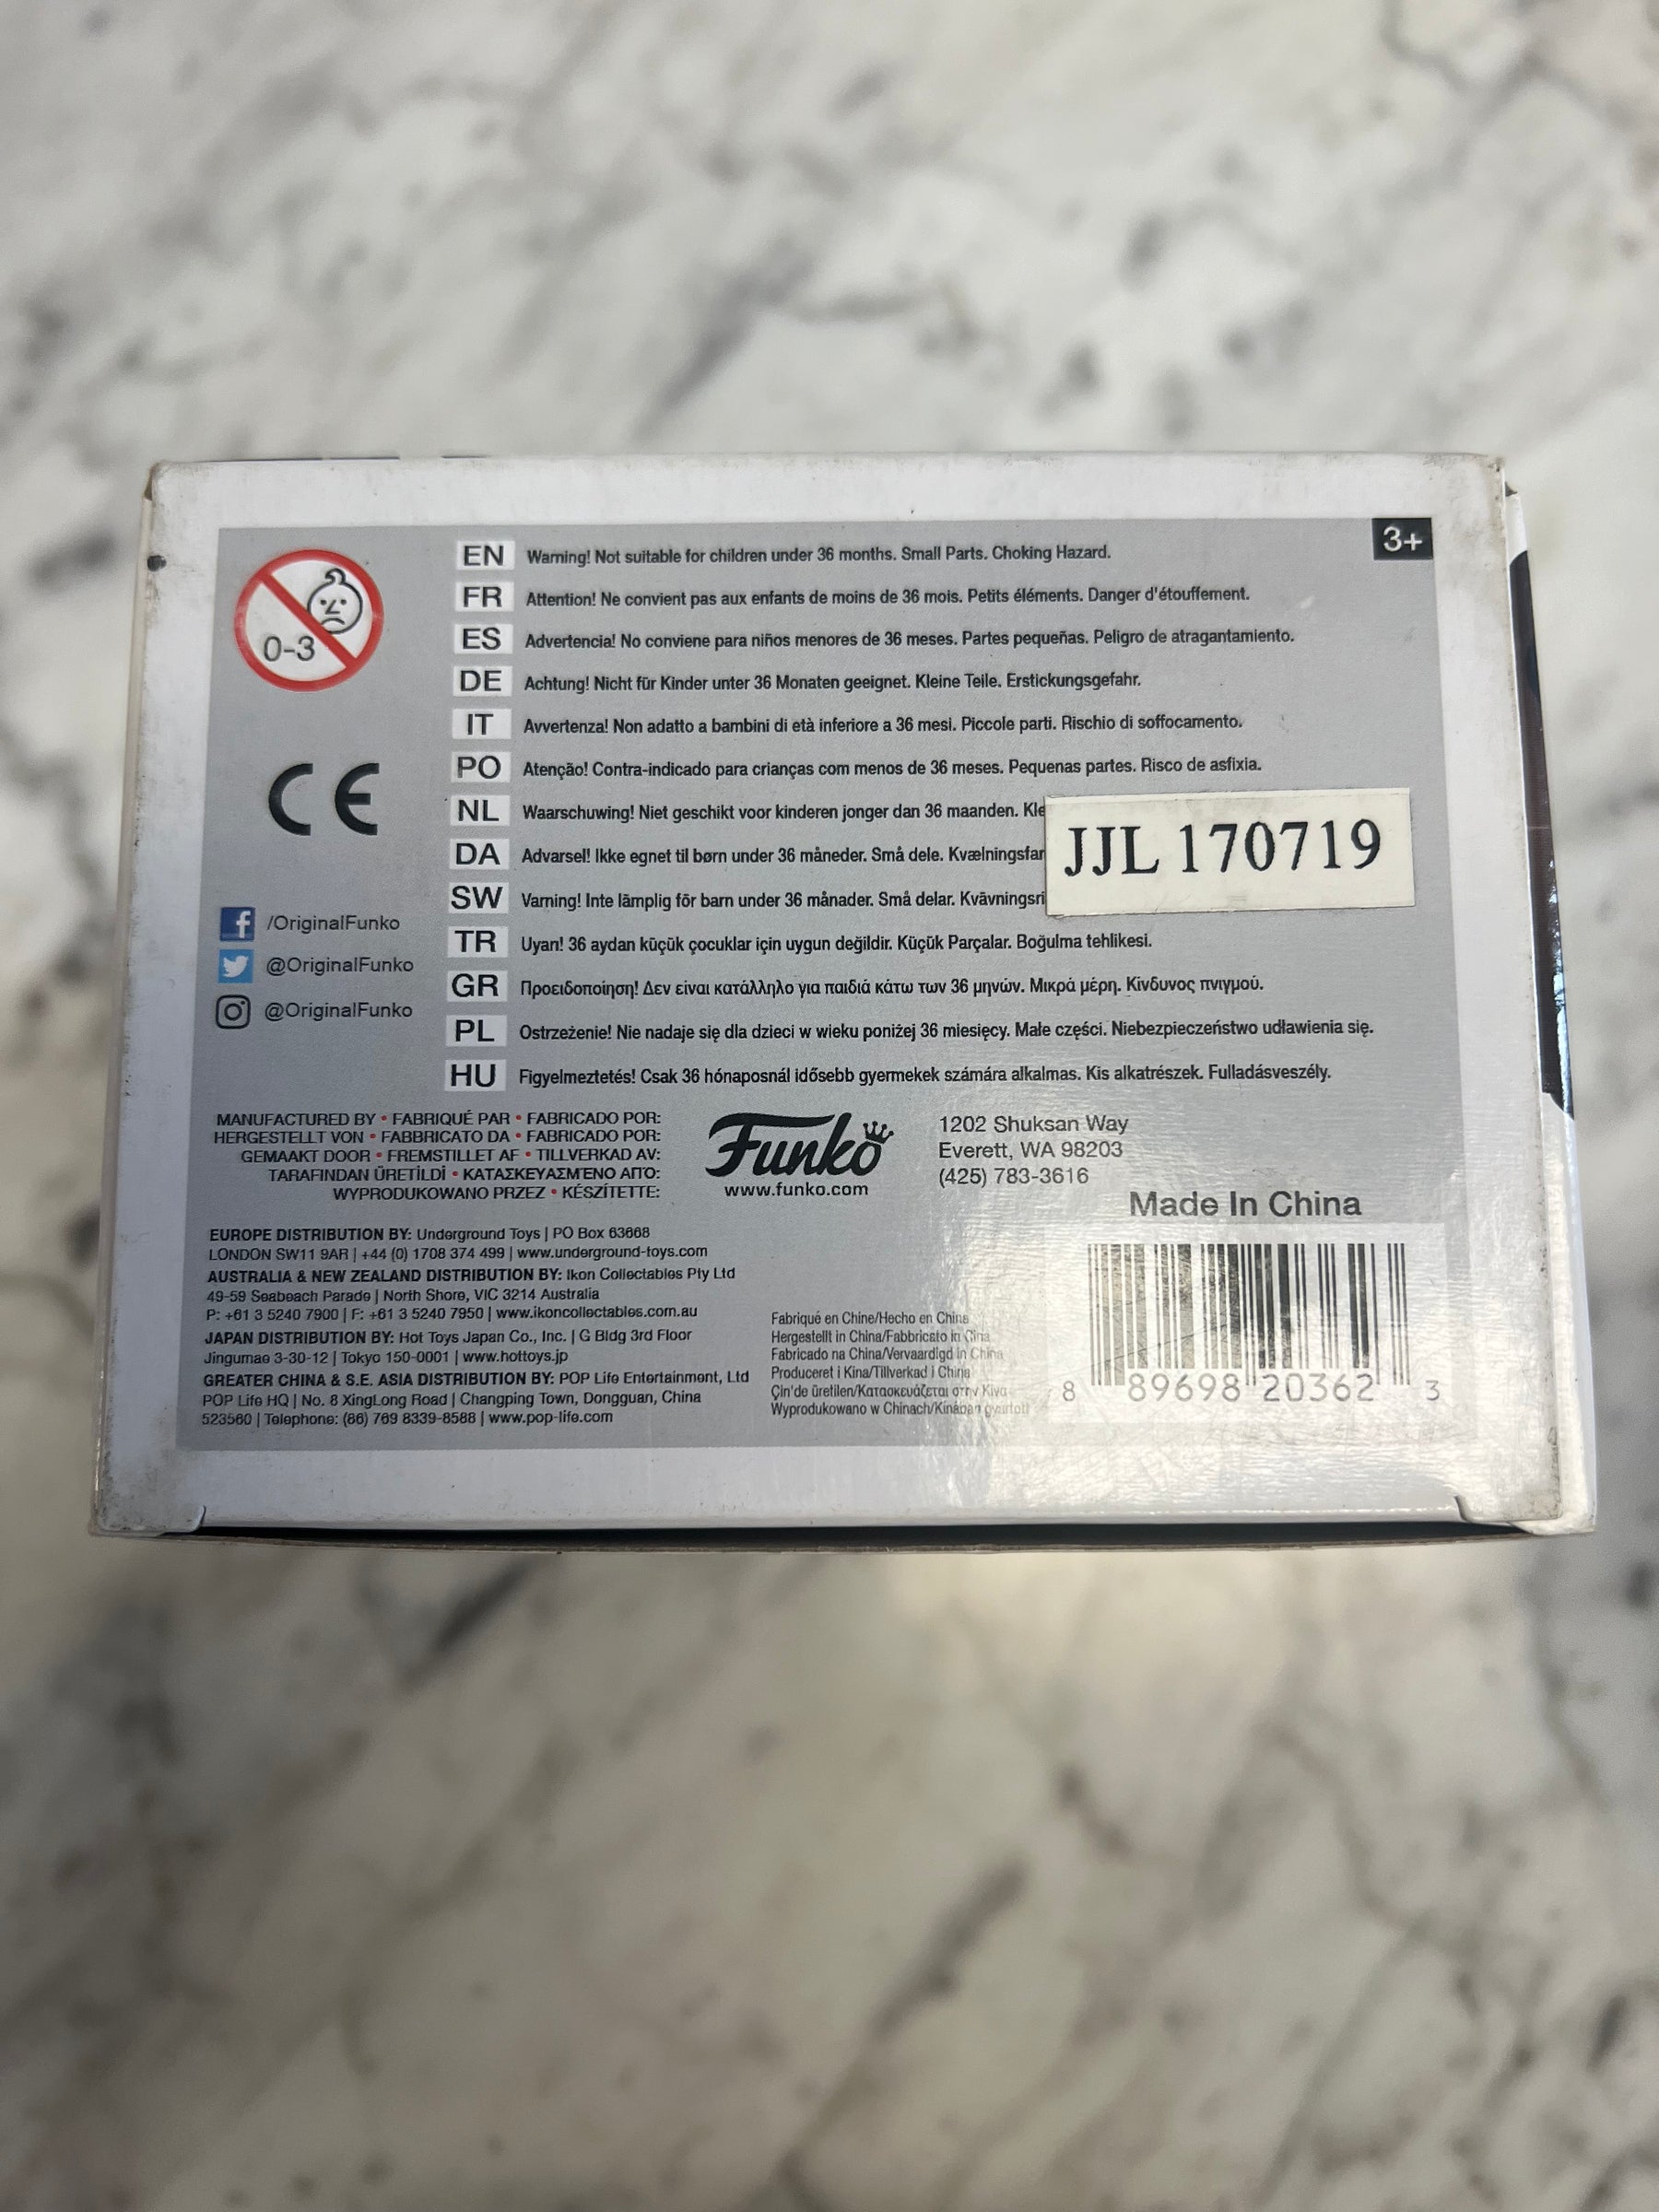 3+
0-3
EN Warning! Not suitable for children under 36 months. Small Parts. Choking Hazard.
FR Attention! Ne convient pas aux enfants de moins de 36 mois. Petits éléments. Danger d'étouffement.
ES Advertencia! No conviene para niños menores de 36 meses. Partes pequeñas. Peligro de atragantamiento.
DE Achtung! Nicht für Kinder unter 36 Monaten geeignet. Kleine Teile. Erstickungsgefahr.
IT Avvertenza! Non adatto a bambini di età inferiore a 36 mesi. Piccole parti. Rischio di soffocamento.
PO Atenção! Contra-indicado para crianças com menos de 36 meses. Pequenas partes. Risco de asfixia.
NL Waarschuwing! Niet geschikt voor kinderen jonger dan 36 maanden.
DA Advarsel! Ikke egnet til børn under 36 måneder. Små dele.
SW Varning! Inte lämplig för barn under 36 månader. Små delar.
JJL 170719
TR Uyarı! 36 aydan küçük çocuklar için uygun değildir. Küçük Parçalar. Boğulma tehlikesi.
GR Προειδοποίηση! Δεν είναι κατάλληλο για παιδιά κάτω των 36 μηνών. Μικρά μέρη. Κίνδυνος πνιγμού.
PL Ostrzeżenie! Nie nadaje się dla dzieci w wieku poniżej 36 miesięcy. Małe części. Niebezpieczeństwo udławienia się.
HU Figyelmeztetés! Csak 36 hónaposnál idősebb gyermekek számára alkalmas. Kis alkatrészek. Fulladásveszély.
CE
/OriginalFunko
@OriginalFunko
@OriginalFunko
MANUFACTURED BY • FABRIQUÉ PAR • FABRICADO POR:
HERGESTELLT VON • FABBRICATO DA • FABRICADO POR:
GEMAAKT DOOR • FREMSTILLET AF • TILLVERKAD AV:
TARAFINDAN ÜRETİLDİ • ΚΑΤΑΣΚΕΥΑΣΜΈΝΟ ΑΠΌ:
WYPRODUKOWANO PRZEZ • KÉSZÍTETTE:
Funko
www.funko.com
1202 Shuksan Way
Everett, WA 98203
(425) 783-3616
Made In China
EUROPE DISTRIBUTION BY: Underground Toys | PO Box 63668
LONDON SW11 9AR | +44 (0) 1708 374 499 | www.underground-toys.com
AUSTRALIA & NEW ZEALAND DISTRIBUTION BY: Ikon Collectables Pty Ltd
49-59 Seabeach Parade | North Shore, VIC 3214 Australia
P: +61 3 5240 7900 | F: +61 3 5240 7950 | www.ikoncollectables.com.au
JAPAN DISTRIBUTION BY: Hot Toys Japan Co., Inc. | G Bldg 3rd Floor
Jingumae 3-30-12 | Tokyo 150-0001 | www.hottoys.jp
GREATER CHINA & S.E. ASIA DISTRIBUTION BY: POP Life Entertainment, Ltd
POP Life HQ | No. 8 XingLong Road | Changping Town, Dongguan, China
523560 | Telephone: (86) 769 8339-8588 | www.pop-life.com
Fabriqué en Chine/Hecho en China
Hergestellt in China/Fabbricato in Cina
Fabricado na China/Vervaardigd in China
Produceret i Kina/Tillverkad i China
Çin'de üretilen/Κατασκευάζεται στην Κίνα
Wyprodukowano w Chinach/Kínában gyártott
8 89698 20362 3